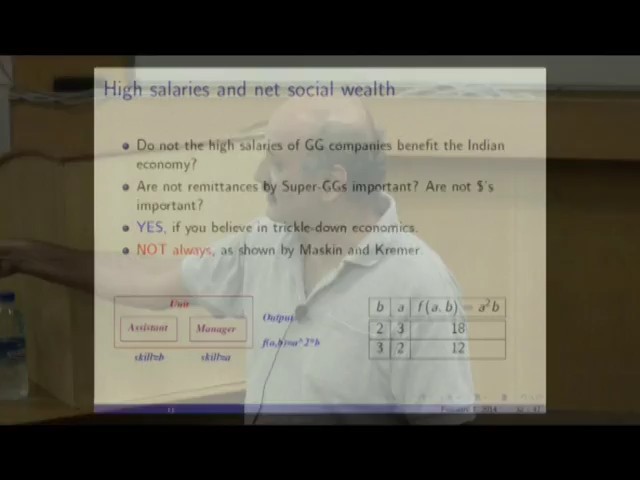 High salaries and net social wealth
Do not the high salaries of GG companies benefit the Indian
economy?
Are not remittances by Super-GGs important? Are not $'s
important?
YES, if you believe in trickle-down economics.
NOT always, as shown by Maskin and Kremer.
Unit
Assistant Manager
skill=b skill=a
Output
f(a,b)=a^2*b
b a f(a, b) = a²b
2 3 18
3 2 12